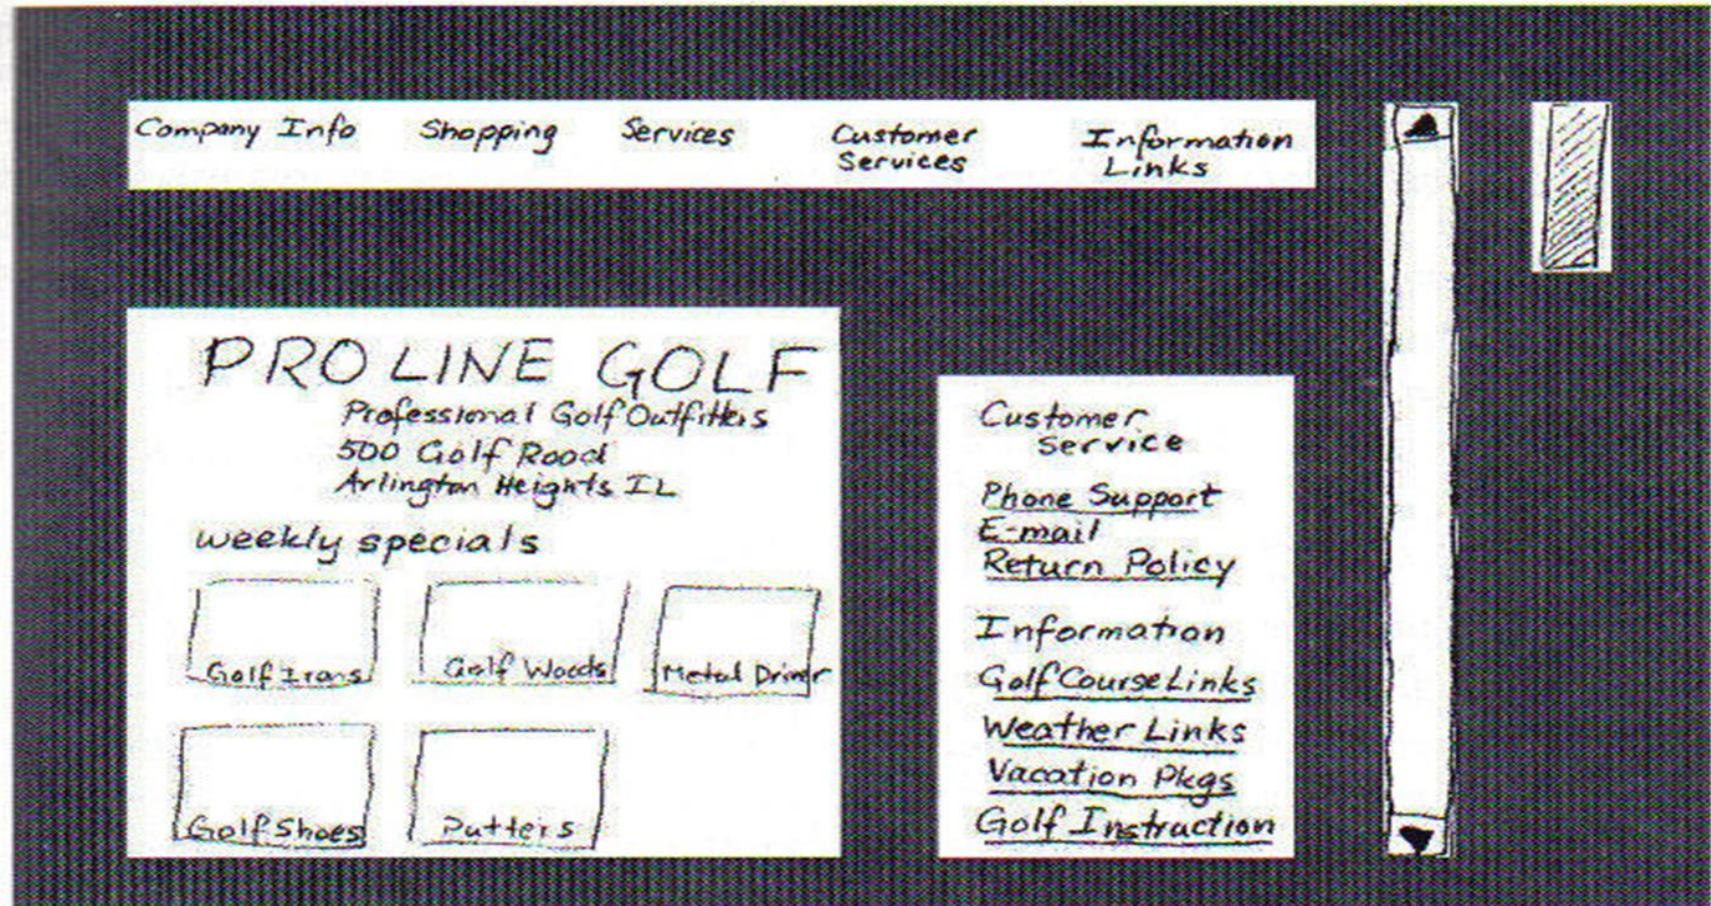 Company Info Shopping Services Customer Services Information Links
PRO LINE GOLF
Professional Golf Outfitters
500 Golf Road
Arlington Heights IL
weekly specials
Golf Irons Golf Woods Metal Driver
Golf Shoes Putters
Customer
Service
Phone Support
E-mail
Return Policy
Information
Golf Course Links
Weather Links
Vacation Pkgs
Golf Instruction